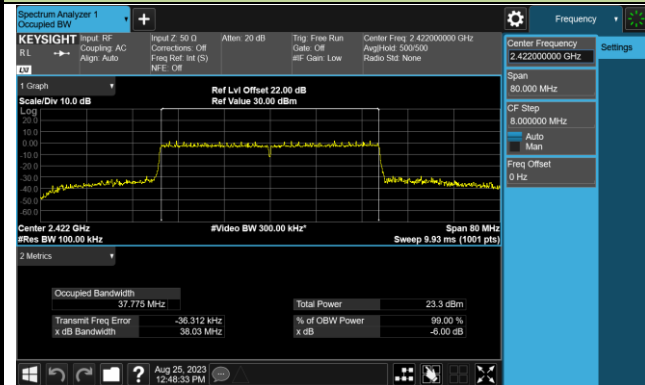 Spectrum Analyzer 1
Occupied BW
Frequency
KEYSIGHT
RL
LXI
Input: RF
Coupling: AC
Align: Auto
Input Z: 50 Ω
Corrections: Off
Freq Ref: Int (S)
NFE: Off
Atten: 20 dB
Trig: Free Run
Gate: Off
#IF Gain: Low
Center Freq: 2.422000000 GHz
Avg|Hold: 500/500
Radio Std: None
Center Frequency
2.422000000 GHz
Settings
Span
80.000 MHz
CF Step
8.000000 MHz
Auto
Man
Freq Offset
0 Hz
1 Graph
Scale/Div 10.0 dB
Ref Lvl Offset 22.00 dB
Ref Value 30.00 dBm
Log
20.0
10.0
0.00
-10.0
-20.0
-30.0
-40.0
-50.0
-60.0
Center 2.422 GHz
#Video BW 300.00 kHz*
Span 80 MHz
#Res BW 100.00 kHz
Sweep 9.93 ms (1001 pts)
2 Metrics
Occupied Bandwidth
37.775 MHz
Total Power 23.3 dBm
Transmit Freq Error -36.312 kHz
% of OBW Power 99.00 %
x dB Bandwidth 38.03 MHz
x dB -6.00 dB
?
Aug 25, 2023
12:48:33 PM